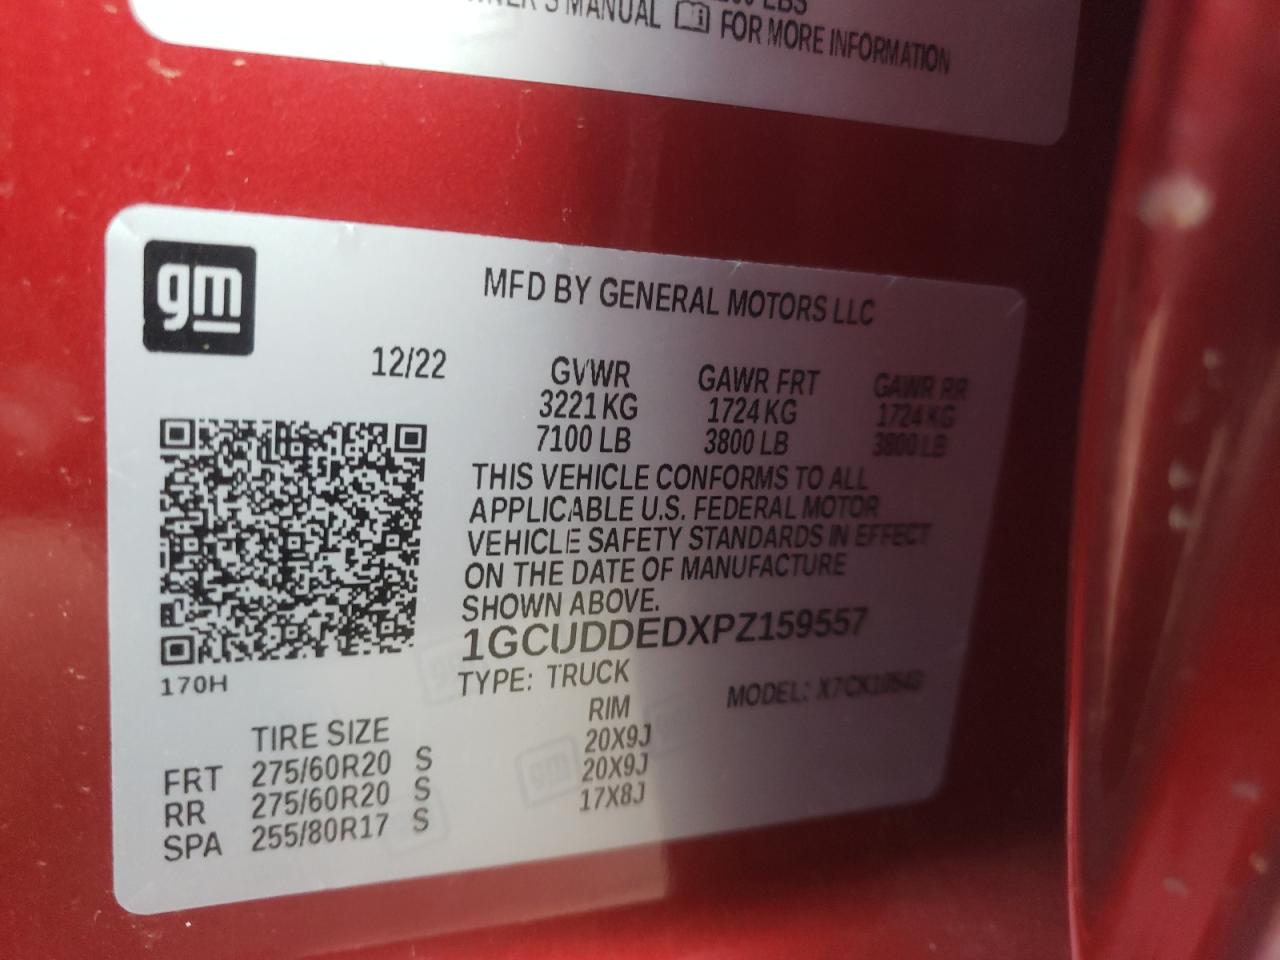 OWNER'S MANUAL FOR MORE INFORMATION
gm
MFD BY GENERAL MOTORS LLC
12/22 GVWR GAWR FRT GAWR RR
3221 KG 1724 KG 1724 KG
7100 LB 3800 LB 3800 LB
THIS VEHICLE CONFORMS TO ALL
APPLICABLE U.S. FEDERAL MOTOR
VEHICLE SAFETY STANDARDS IN EFFECT
ON THE DATE OF MANUFACTURE
SHOWN ABOVE.
1GCUDDEDXPZ159557
170H
TYPE: TRUCK MODEL:
TIRE SIZE RIM
FRT 275/60R20 S 20X9J
RR 275/60R20 S 20X9J
SPA 255/80R17 S 17X8J